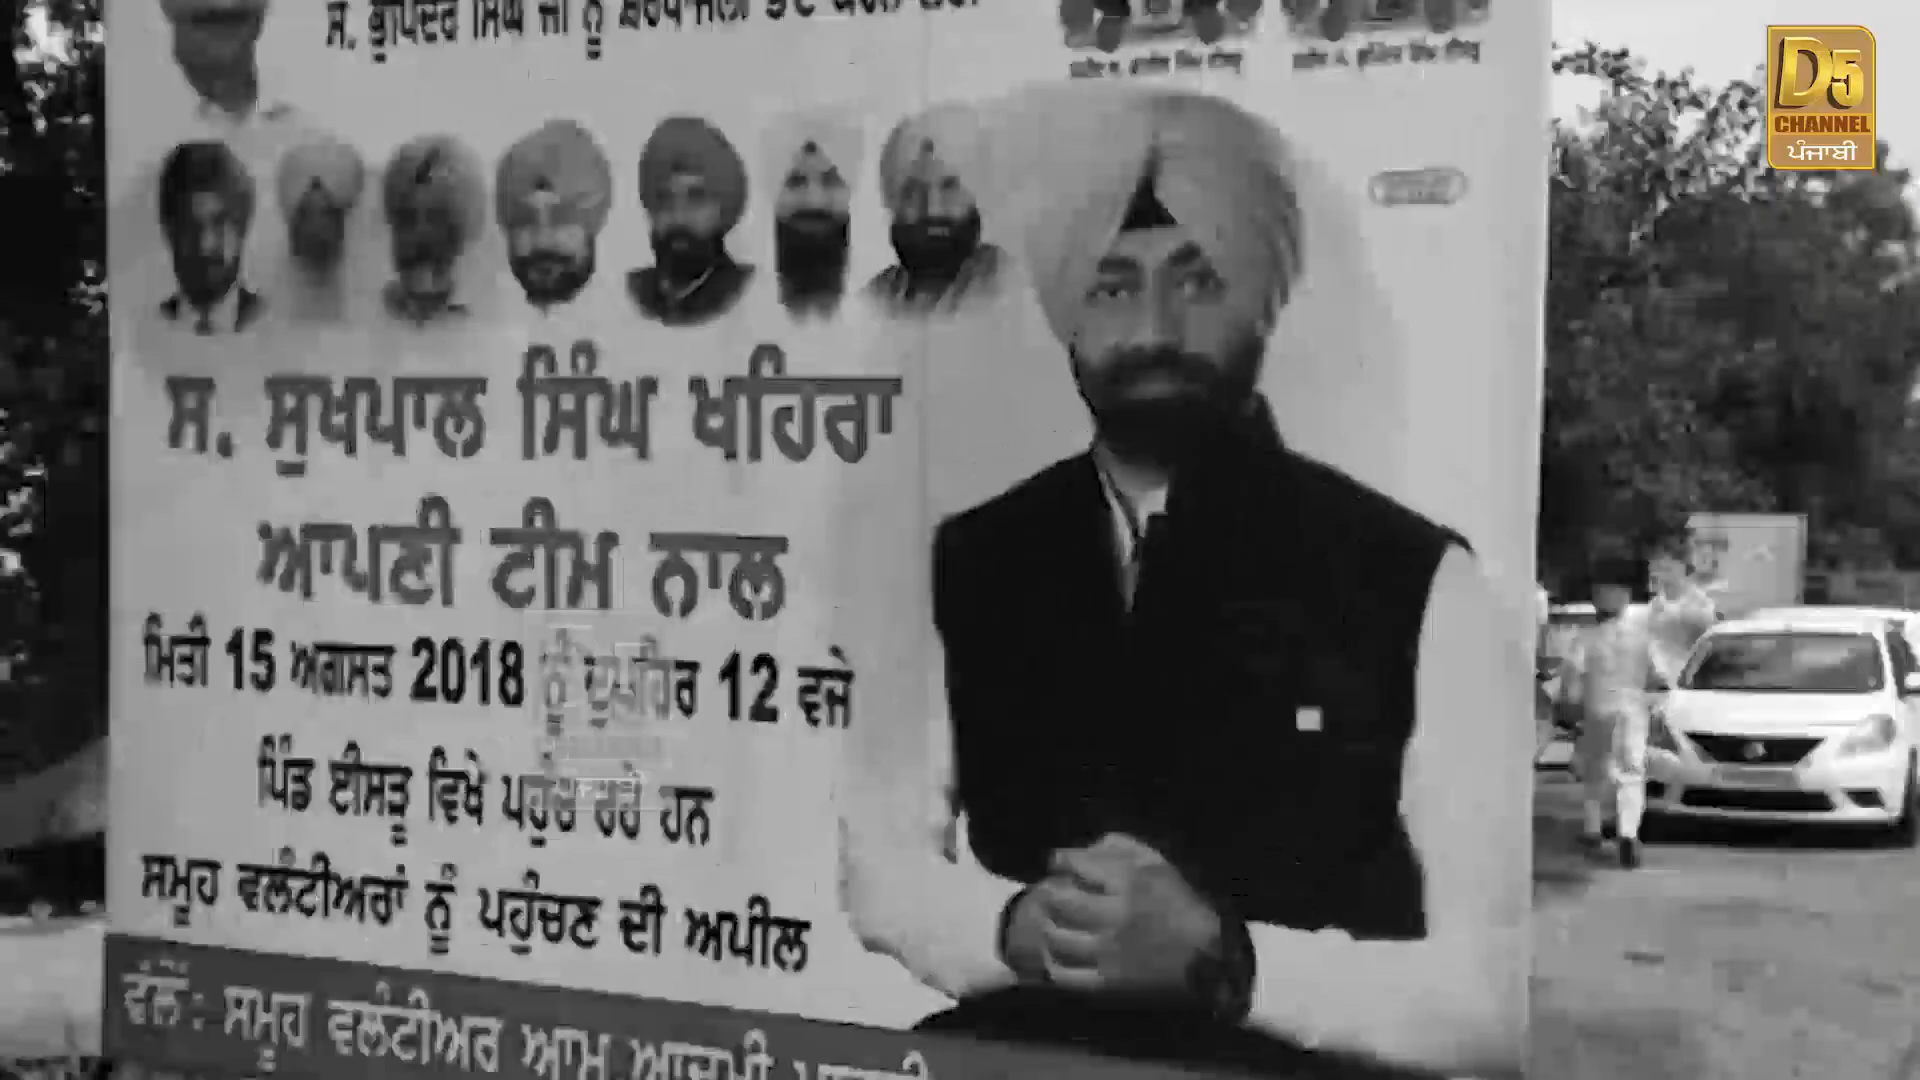 ਸ. ਭੁਪਿੰਦਰ ਸਿੰਘ ਜੀ ਨੂੰ
D5
CHANNEL
ਪੰਜਾਬੀ
ਸ. ਸੁਖਪਾਲ ਸਿੰਘ ਖਹਿਰਾ
ਆਪਣੀ ਟੀਮ ਨਾਲ
ਮਿਤੀ 15 ਅਗਸਤ 2018 ਨੂੰ ਦੁਪਹਿਰ 12 ਵਜੇ
ਪਿੰਡ ਈਸੜੂ ਵਿਖੇ ਪਹੁੰਚ ਰਹੇ ਹਨ
ਸਮੂਹ ਵਲੰਟੀਅਰਾਂ ਨੂੰ ਪਹੁੰਚਣ ਦੀ ਅਪੀਲ
ਵੱਲੋਂ: ਸਮੂਹ ਵਲੰਟੀਅਰ ਆਮ ਆਦਮੀ ਪਾਰਟੀ